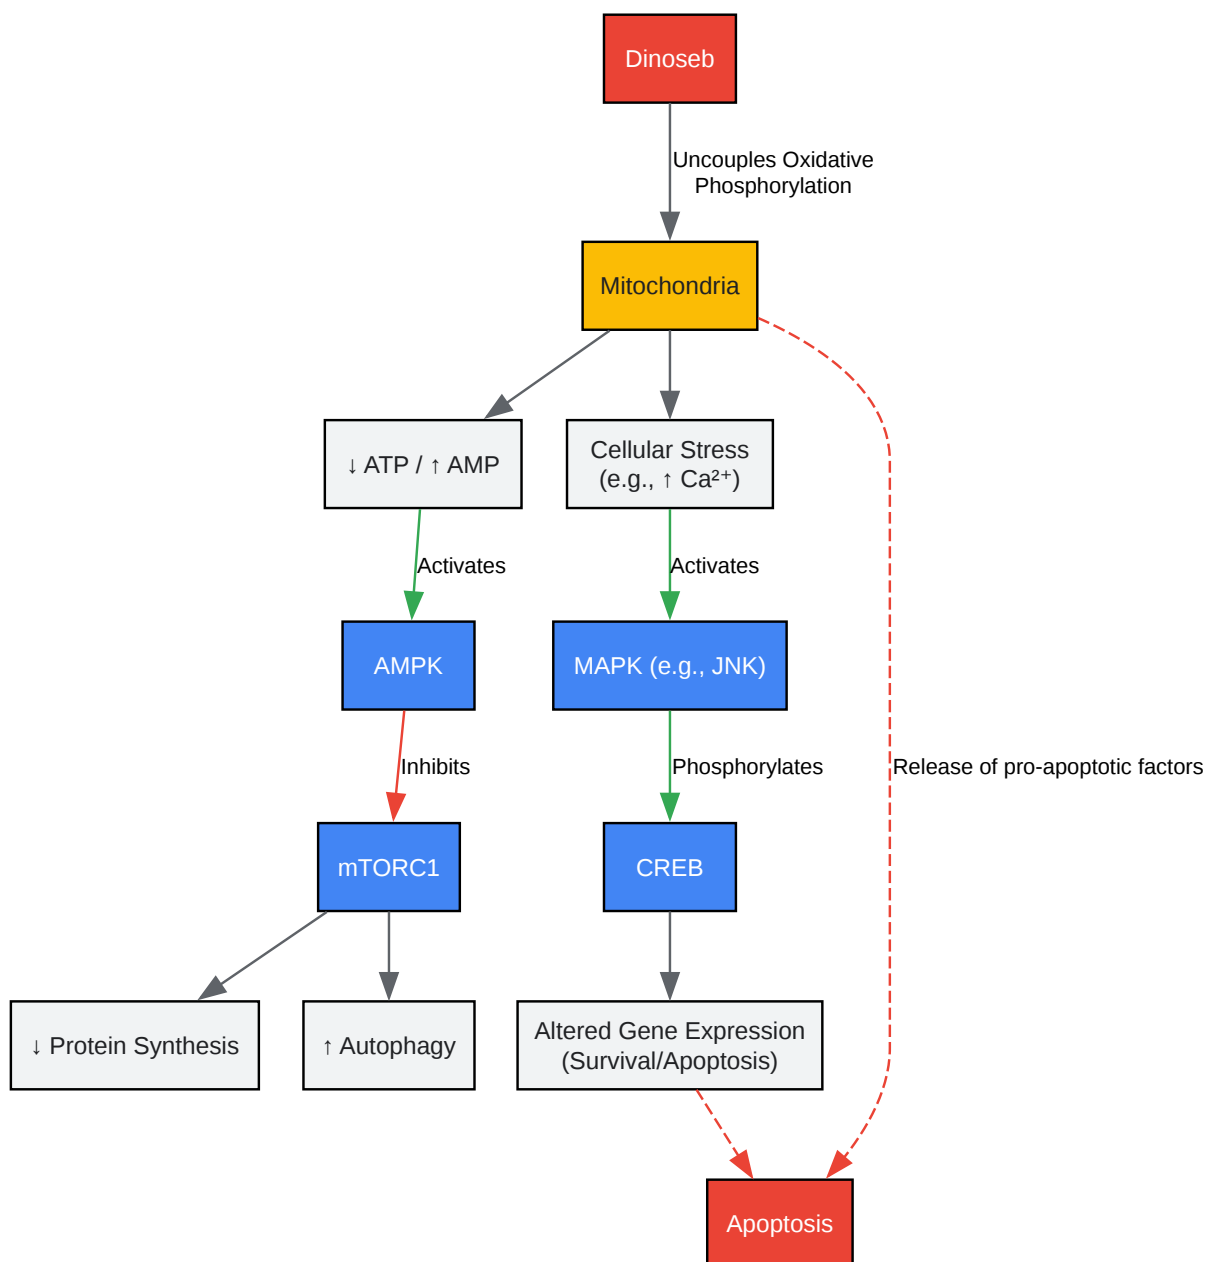 Dinoseb
Uncouples Oxidative
Phosphorylation
Mitochondria
↓ ATP / ↑ AMP
Cellular Stress
(e.g., ↑ Ca²⁺)
Activates
Activates
AMPK
MAPK (e.g., JNK)
Inhibits
Phosphorylates
Release of pro-apoptotic factors
mTORC1
CREB
↓ Protein Synthesis
↑ Autophagy
Altered Gene Expression
(Survival/Apoptosis)
Apoptosis